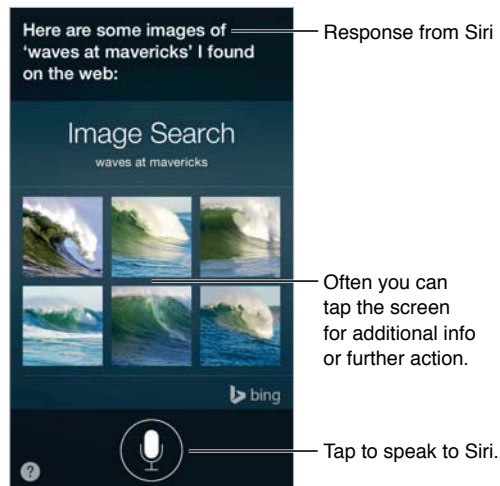 Here are some images of
‘waves at mavericks’ I found
on the web:
Response from Siri
Image Search
waves at mavericks
Often you can
tap the screen
for additional info
or further action.
bing
Tap to speak to Siri.
?